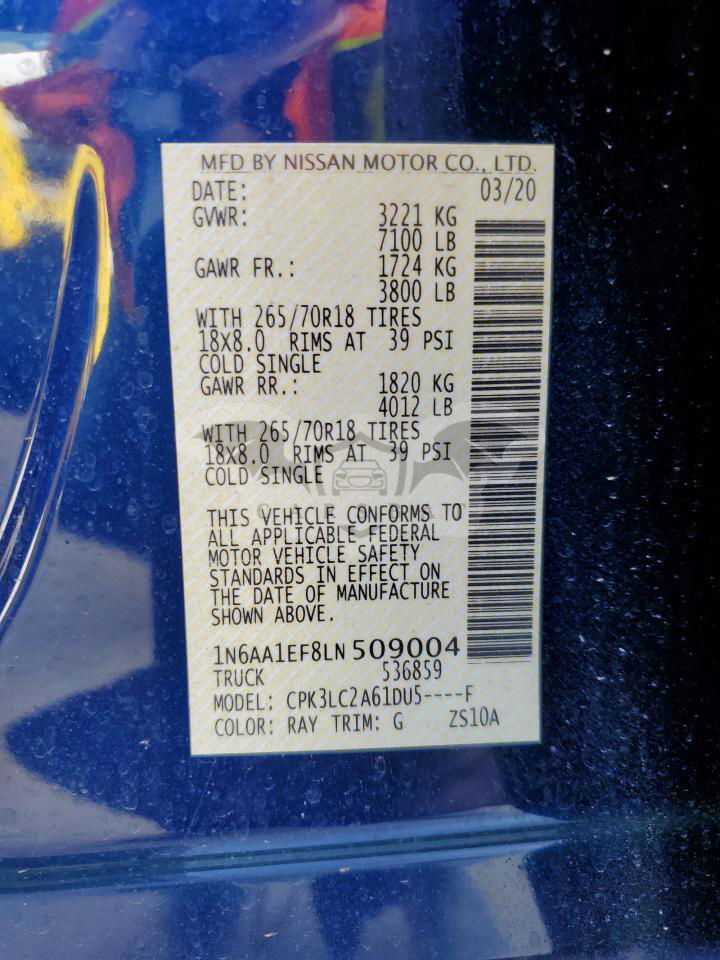 MFD BY NISSAN MOTOR CO., LTD.
DATE: 03/20
GVWR: 3221 KG
7100 LB
GAWR FR.: 1724 KG
3800 LB
WITH 265/70R18 TIRES
18X8.0 RIMS AT 39 PSI
COLD SINGLE
GAWR RR.: 1820 KG
4012 LB
WITH 265/70R18 TIRES
18X8.0 RIMS AT 39 PSI
COLD SINGLE
THIS VEHICLE CONFORMS TO
ALL APPLICABLE FEDERAL
MOTOR VEHICLE SAFETY
STANDARDS IN EFFECT ON
THE DATE OF MANUFACTURE
SHOWN ABOVE.
1N6AA1EF8LN 509004
TRUCK 536859
MODEL: CPK3LC2A61DU5----F
COLOR: RAY TRIM: G ZS10A